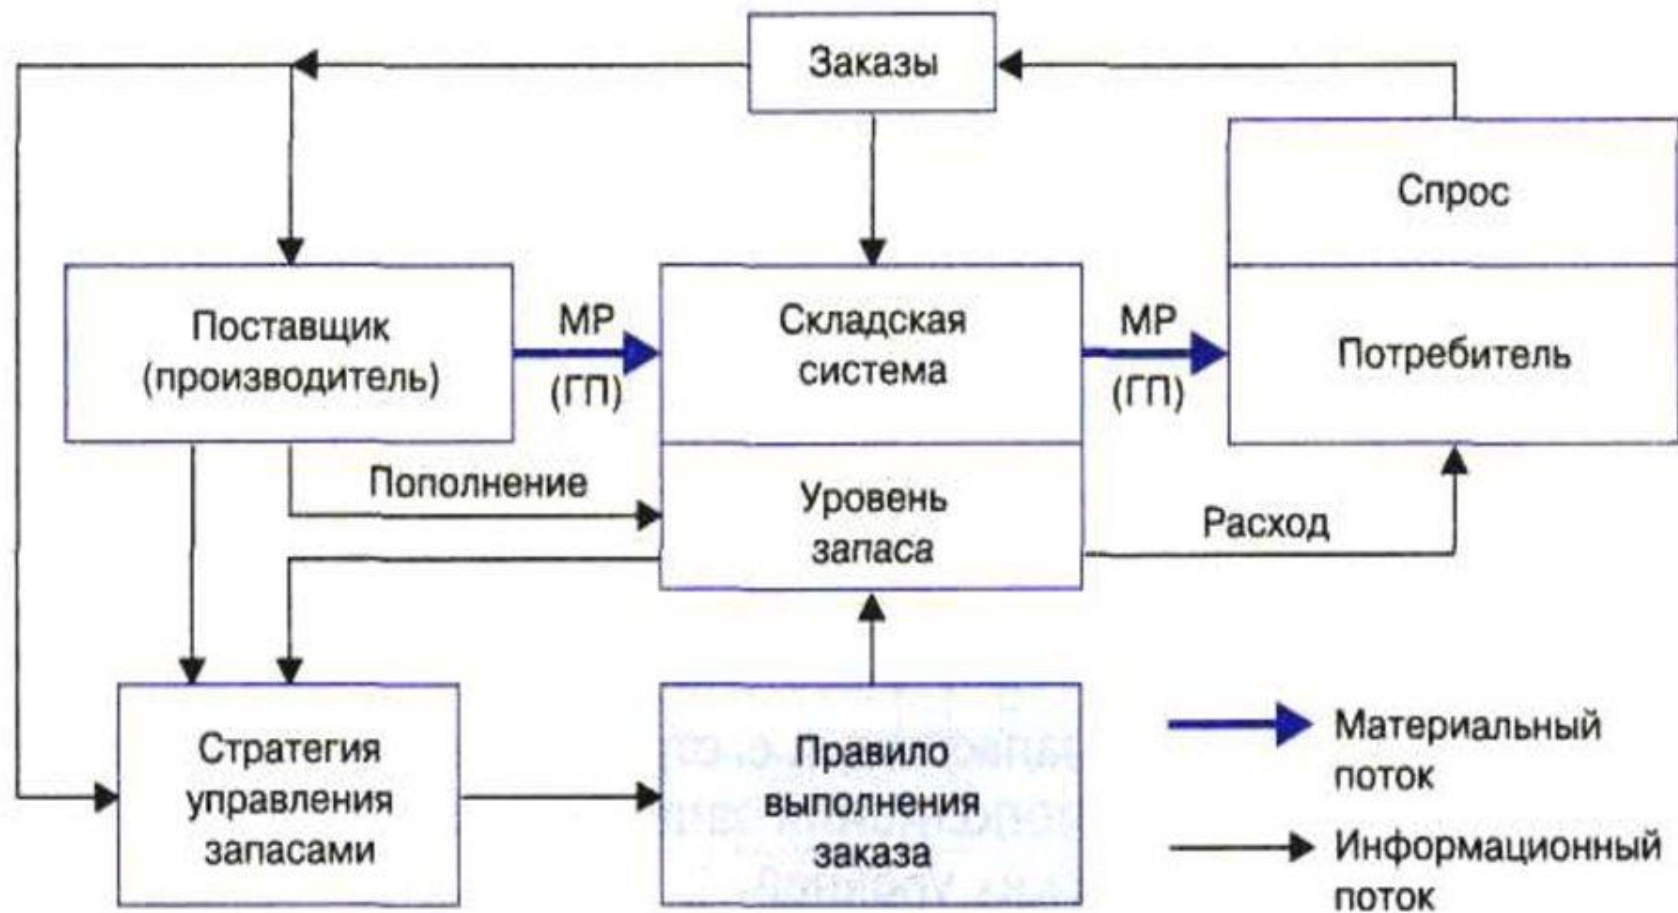 Заказы
Спрос
Поставщик
(производитель)
МР
(ГП)
Складская
система
МР
(ГП)
Потребитель
Пополнение
Уровень
запаса
Расход
Стратегия
управления
запасами
Правило
выполнения
заказа
Материальный
поток
Информационный
поток